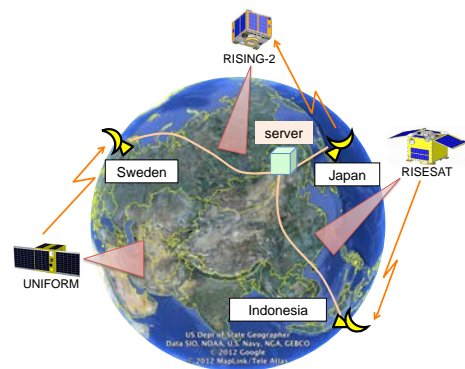 RISING-2
server
Sweden
Japan
RISESAT
UNIFORM
Indonesia
US Dept of State Geographer
Data SIO, NOAA, U.S. Navy, NGA, GEBCO
© 2012 Google
© 2012 MapLink/Tele Atlas